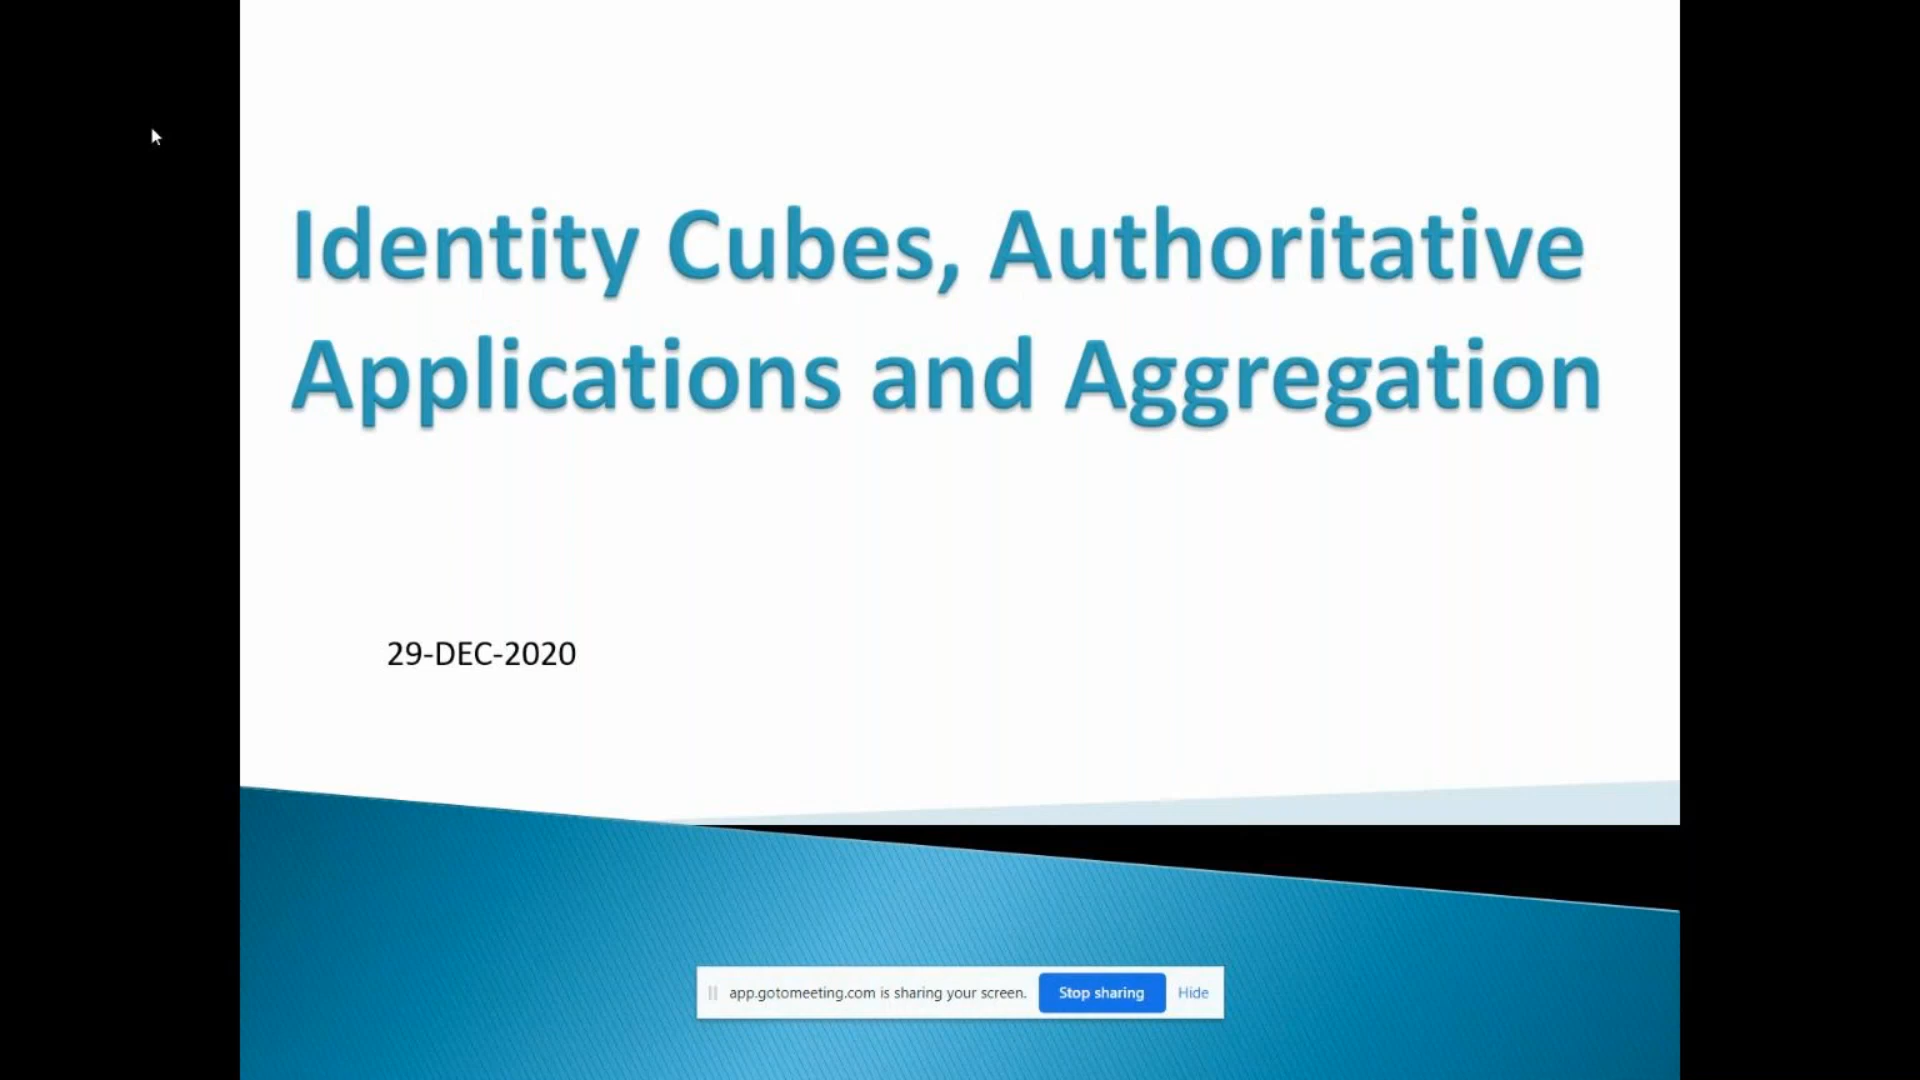 Identity Cubes, Authoritative
Applications and Aggregation
29-DEC-2020
app.gotomeeting.com is sharing your screen. Stop sharing Hide